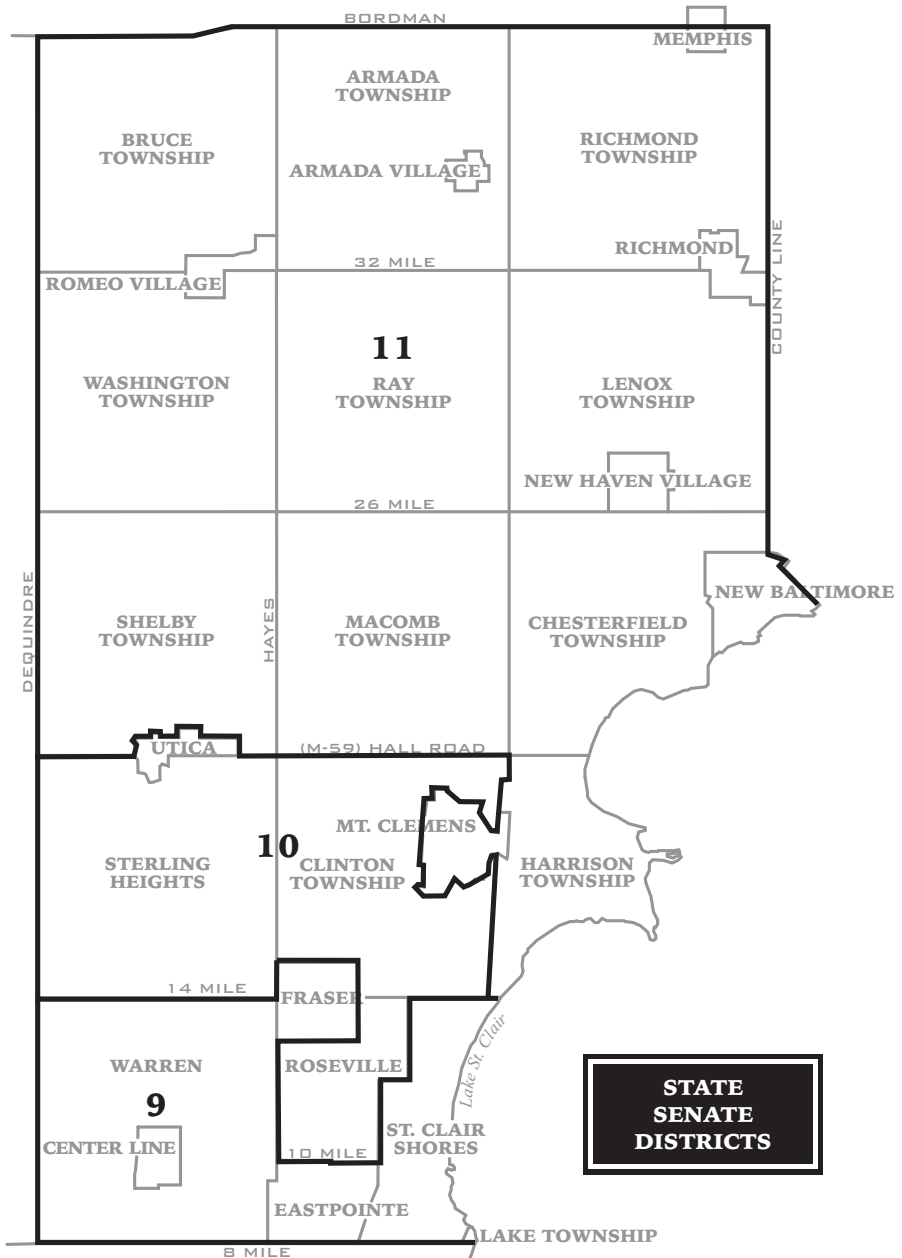 BORDMAN
MEMPHIS
ARMADA
TOWNSHIP
BRUCE
TOWNSHIP
RICHMOND
TOWNSHIP
ARMADA VILLAGE
RICHMOND
COUNTY LINE
32 MILE
ROMEO VILLAGE
11
WASHINGTON
TOWNSHIP
RAY
TOWNSHIP
LENOX
TOWNSHIP
NEW HAVEN VILLAGE
26 MILE
DEQUINDRE
HAYES
NEW BALTIMORE
SHELBY
TOWNSHIP
MACOMB
TOWNSHIP
CHESTERFIELD
TOWNSHIP
UTICA
(M-59) HALL ROAD
MT. CLEMENS
10
STERLING
HEIGHTS
CLINTON
TOWNSHIP
HARRISON
TOWNSHIP
14 MILE
FRASER
Lake St. Clair
WARREN
ROSEVILLE
9
CENTER LINE
ST. CLAIR
SHORES
10 MILE
EASTPOINTE
LAKE TOWNSHIP
8 MILE
STATE
SENATE
DISTRICTS